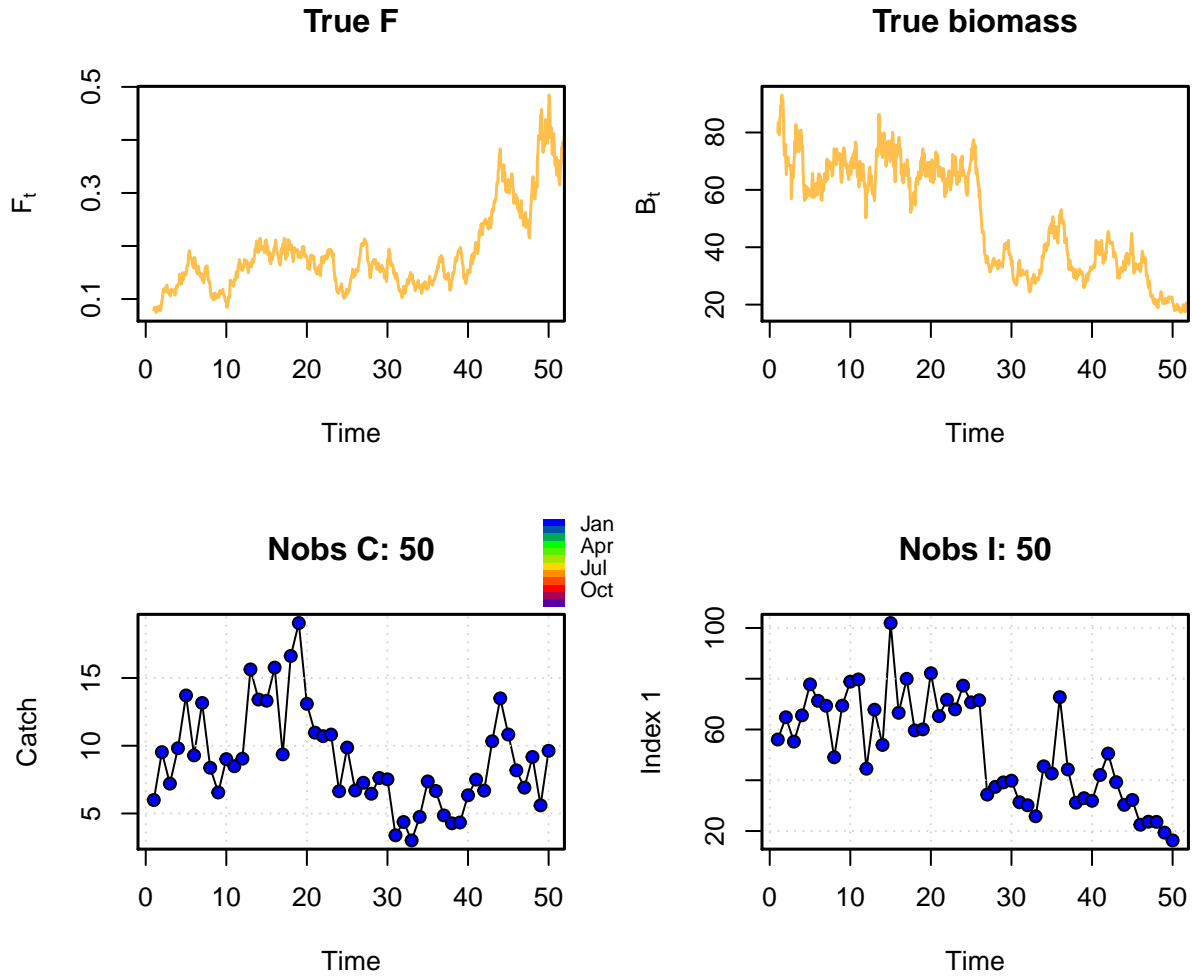 True F
F_t
0.1
0.3
0.5
0 10 20 30 40 50
Time
True biomass
B_t
20 40 60 80
0 10 20 30 40 50
Time
Nobs C: 50
Jan
Apr
Jul
Oct
Catch
5 10 15
0 10 20 30 40 50
Time
Nobs I: 50
Index 1
20 60 100
0 10 20 30 40 50
Time